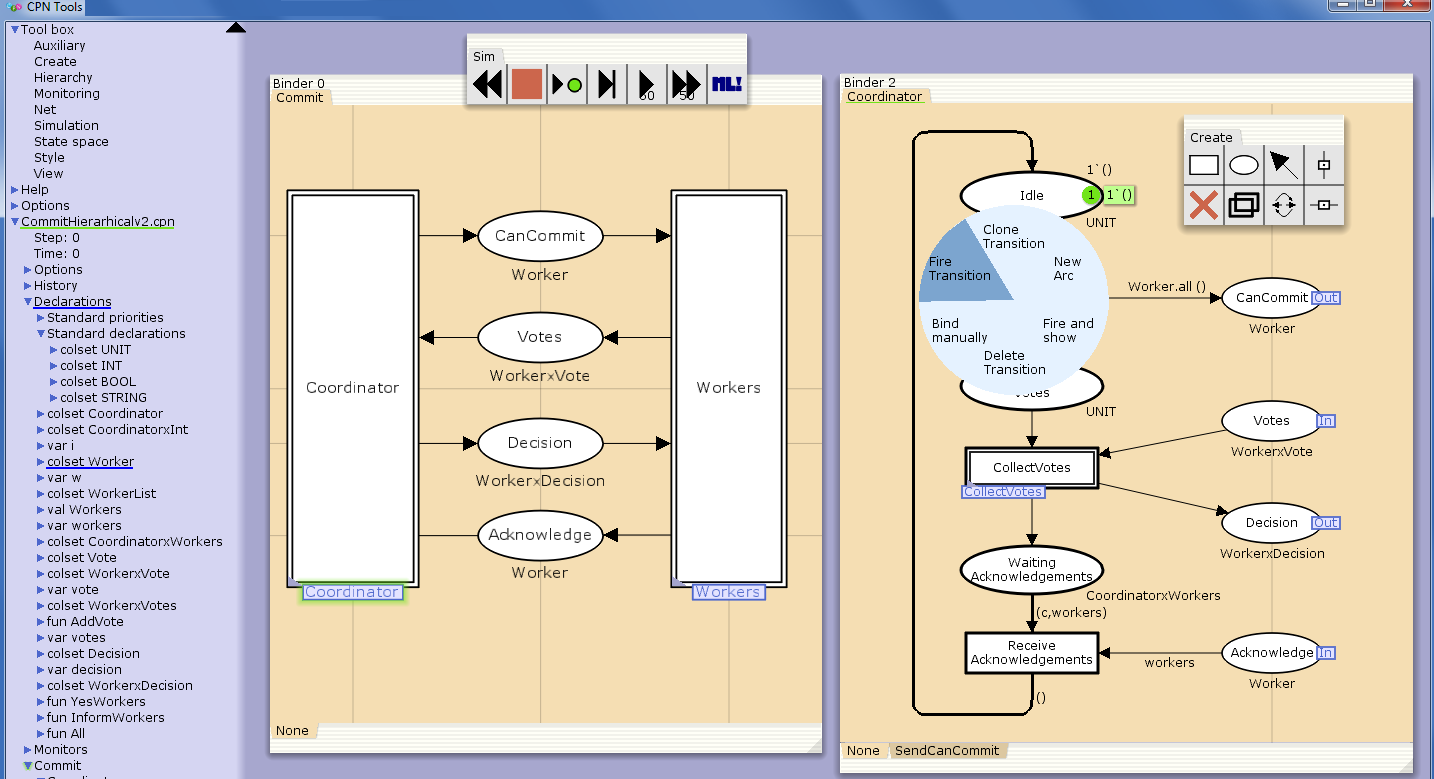 CPN Tools
Tool box
Auxiliary
Create
Hierarchy
Monitoring
Net
Simulation
State space
Style
View
Help
Options
CommitHierarhicalv2.cpn
Step: 0
Time: 0
Options
History
Declarations
Standard priorities
Standard declarations
colset UNIT
colset INT
colset BOOL
colset STRING
colset Coordinator
colset CoordinatorxInt
var i
colset Worker
var w
colset WorkerList
val Workers
var workers
colset CoordinatorxWorkers
colset Vote
colset WorkerxVote
var vote
colset WorkerxVotes
fun AddVote
var votes
colset Decision
var decision
colset WorkerxDecision
fun YesWorkers
fun InformWorkers
fun All
Monitors
Commit
Sim
50
50
ML!
Binder 0
Commit
Coordinator
Coordinator
CanCommit
Worker
Votes
WorkerxVote
Decision
WorkerxDecision
Acknowledge
Worker
Workers
Workers
None
Binder 2
Coordinator
Create
1`()
Idle
1
1`()
UNIT
Clone
Transition
New
Arc
Fire
Transition
Bind
manually
Fire and
show
Delete
Transition
Worker.all ()
CanCommit
Out
Worker
Votes
UNIT
Votes
In
WorkerxVote
CollectVotes
CollectVotes
Decision
Out
WorkerxDecision
Waiting
Acknowledgements
CoordinatorxWorkers
(c,workers)
Receive
Acknowledgements
workers
Acknowledge
In
Worker
()
None
SendCanCommit